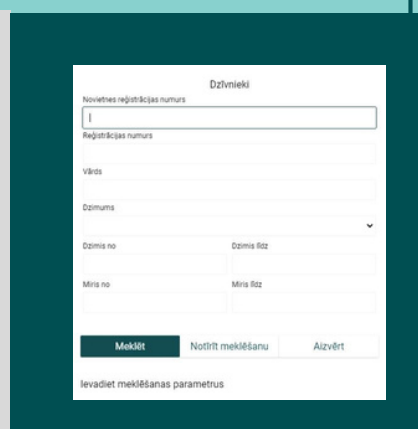 Dzīvnieki
Novietnes reģistrācijas numurs
Reģistrācijas numurs
Vārds
Dzimums
Dzimis no Dzimis līdz
Miris no Miris līdz
Meklēt Notīrīt meklēšanu Aizvērt
Ievadiet meklēšanas parametrus